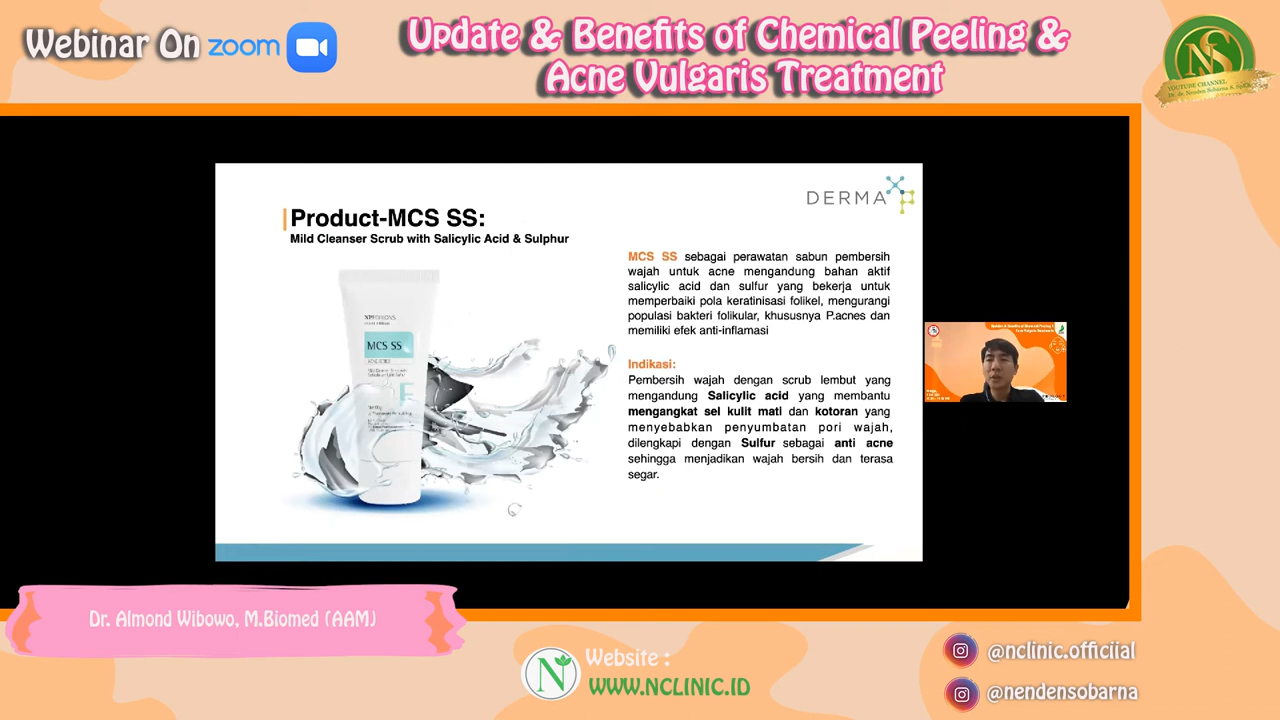 Webinar On zoom
Update & Benefits of Chemical Peeling &
Acne Vulgaris Treatment
NS
YOUTUBE CHANNEL
DERMA XP
Product-MCS SS:
Mild Cleanser Scrub with Salicylic Acid & Sulphur
MCS SS
MCS SS sebagai perawatan sabun pembersih
wajah untuk acne mengandung bahan aktif
salicylic acid dan sulfur yang bekerja untuk
memperbaiki pola keratinisasi folikel, mengurangi
populasi bakteri folikular, khususnya P.acnes dan
memiliki efek anti-inflamasi
Indikasi:
Pembersih wajah dengan scrub lembut yang
mengandung Salicylic acid yang membantu
mengangkat sel kulit mati dan kotoran yang
menyebabkan penyumbatan pori wajah,
dilengkapi dengan Sulfur sebagai anti acne
sehingga menjadikan wajah bersih dan terasa
segar.
Dr. Almond Wibowo, M.Biomed (AAM)
N
Website :
WWW.NCLINIC.ID
@nclinic.officiial
@nendensobarna